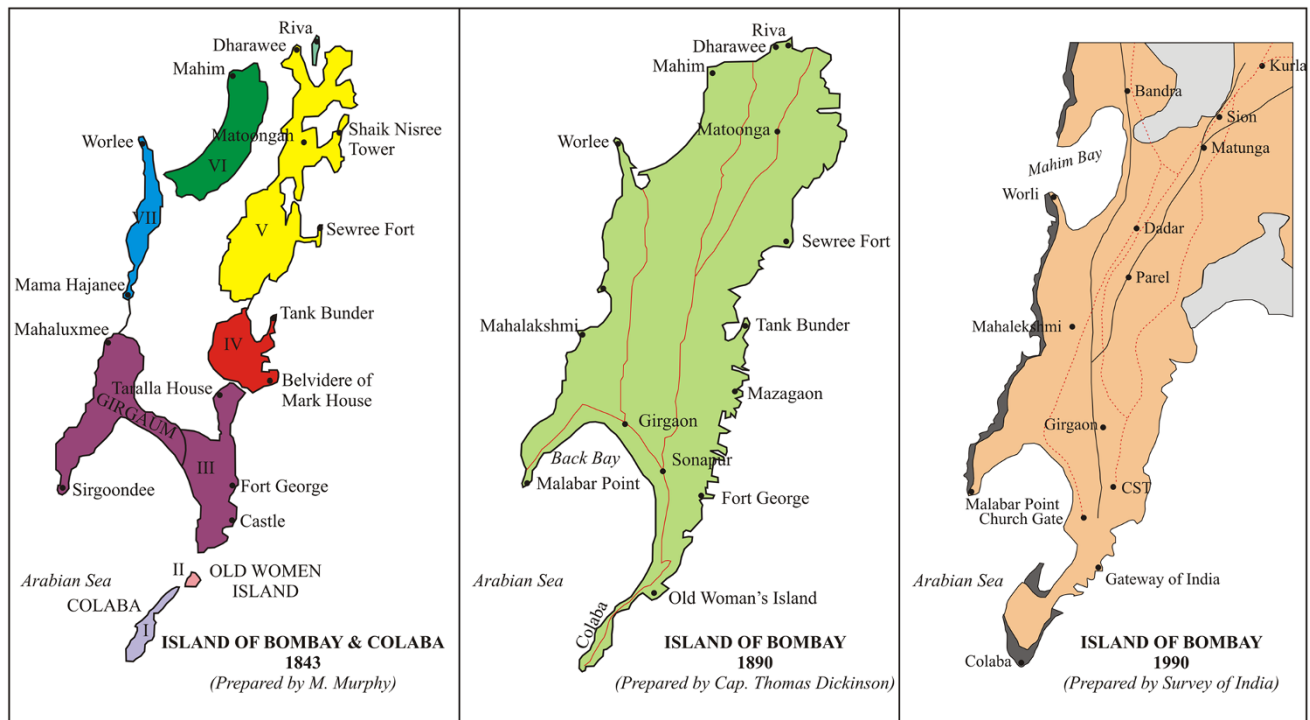 Riva
Dharawee
Mahim
Worlee
Matoongah
Shaik Nisree
Tower
VI
VII
V
Sewree Fort
Mama Hajanee
Mahaluxmee
Tank Bunder
IV
Taralla House
Belvidere of
Mark House
GIRGAUM
III
Sirgoondee
Fort George
Castle
Arabian Sea
II
OLD WOMEN
ISLAND
COLABA
I
ISLAND OF BOMBAY & COLABA
1843
(Prepared by M. Murphy)
Riva
Dharawee
Mahim
Worlee
Matoonga
Sewree Fort
Mahalakshmi
Tank Bunder
Mazagaon
Girgaon
Back Bay
Sonapur
Malabar Point
Fort George
Arabian Sea
Old Woman's Island
Colaba
ISLAND OF BOMBAY
1890
(Prepared by Cap. Thomas Dickinson)
Kurla
Bandra
Sion
Matunga
Mahim Bay
Worli
Dadar
Parel
Mahalekshmi
Girgaon
CST
Malabar Point
Church Gate
Arabian Sea
Gateway of India
Colaba
ISLAND OF BOMBAY
1990
(Prepared by Survey of India)